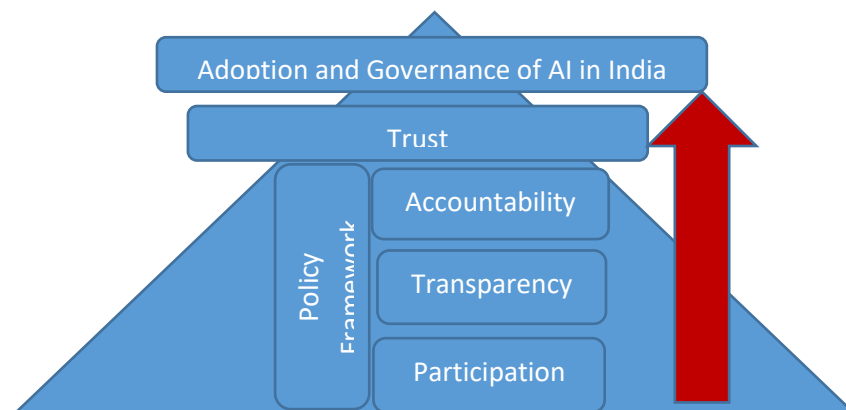 Adoption and Governance of AI in India
Trust
Policy
Framework
Accountability
Transparency
Participation